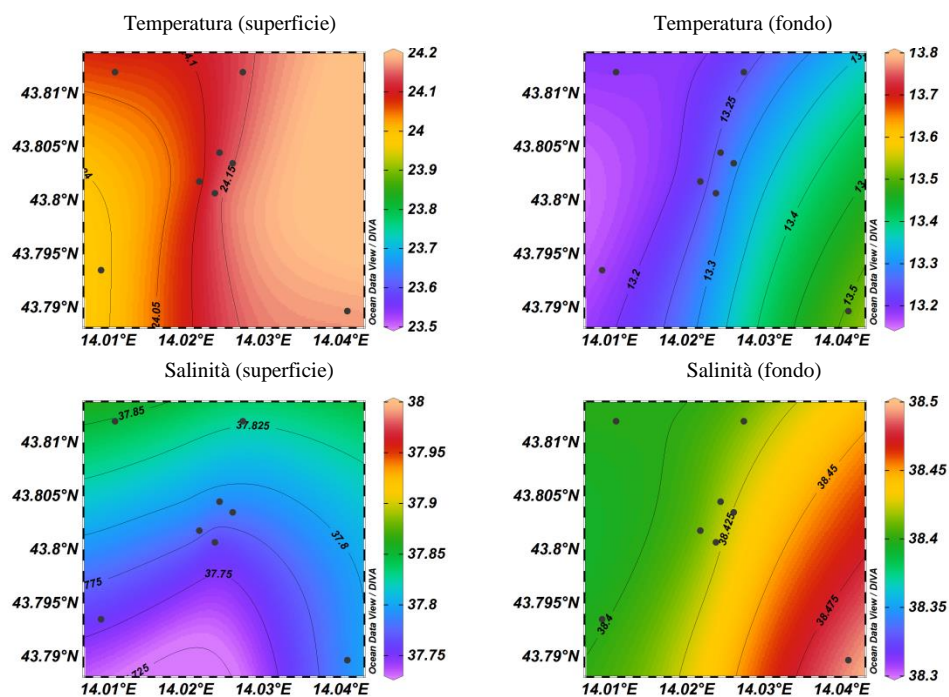 Temperatura (superficie)
24.2
24.1
24
23.9
23.8
23.7
23.6
23.5
43.81°N
43.805°N
43.8°N
43.795°N
43.79°N
14.01°E 14.02°E 14.03°E 14.04°E
24.1
24.15
24.05
24
Ocean Data View / DIVA
Temperatura (fondo)
13.8
13.7
13.6
13.5
13.4
13.3
13.2
43.81°N
43.805°N
43.8°N
43.795°N
43.79°N
14.01°E 14.02°E 14.03°E 14.04°E
13.25
13.2
13.3
13.4
13.5
Ocean Data View / DIVA
Salinità (superficie)
38
37.95
37.9
37.85
37.8
37.75
43.81°N
43.805°N
43.8°N
43.795°N
43.79°N
14.01°E 14.02°E 14.03°E 14.04°E
37.85
37.825
37.8
775
37.75
725
Ocean Data View / DIVA
Salinità (fondo)
38.5
38.45
38.4
38.35
38.3
43.81°N
43.805°N
43.8°N
43.795°N
43.79°N
14.01°E 14.02°E 14.03°E 14.04°E
38.45
38.425
38.4
38.475
Ocean Data View / DIVA